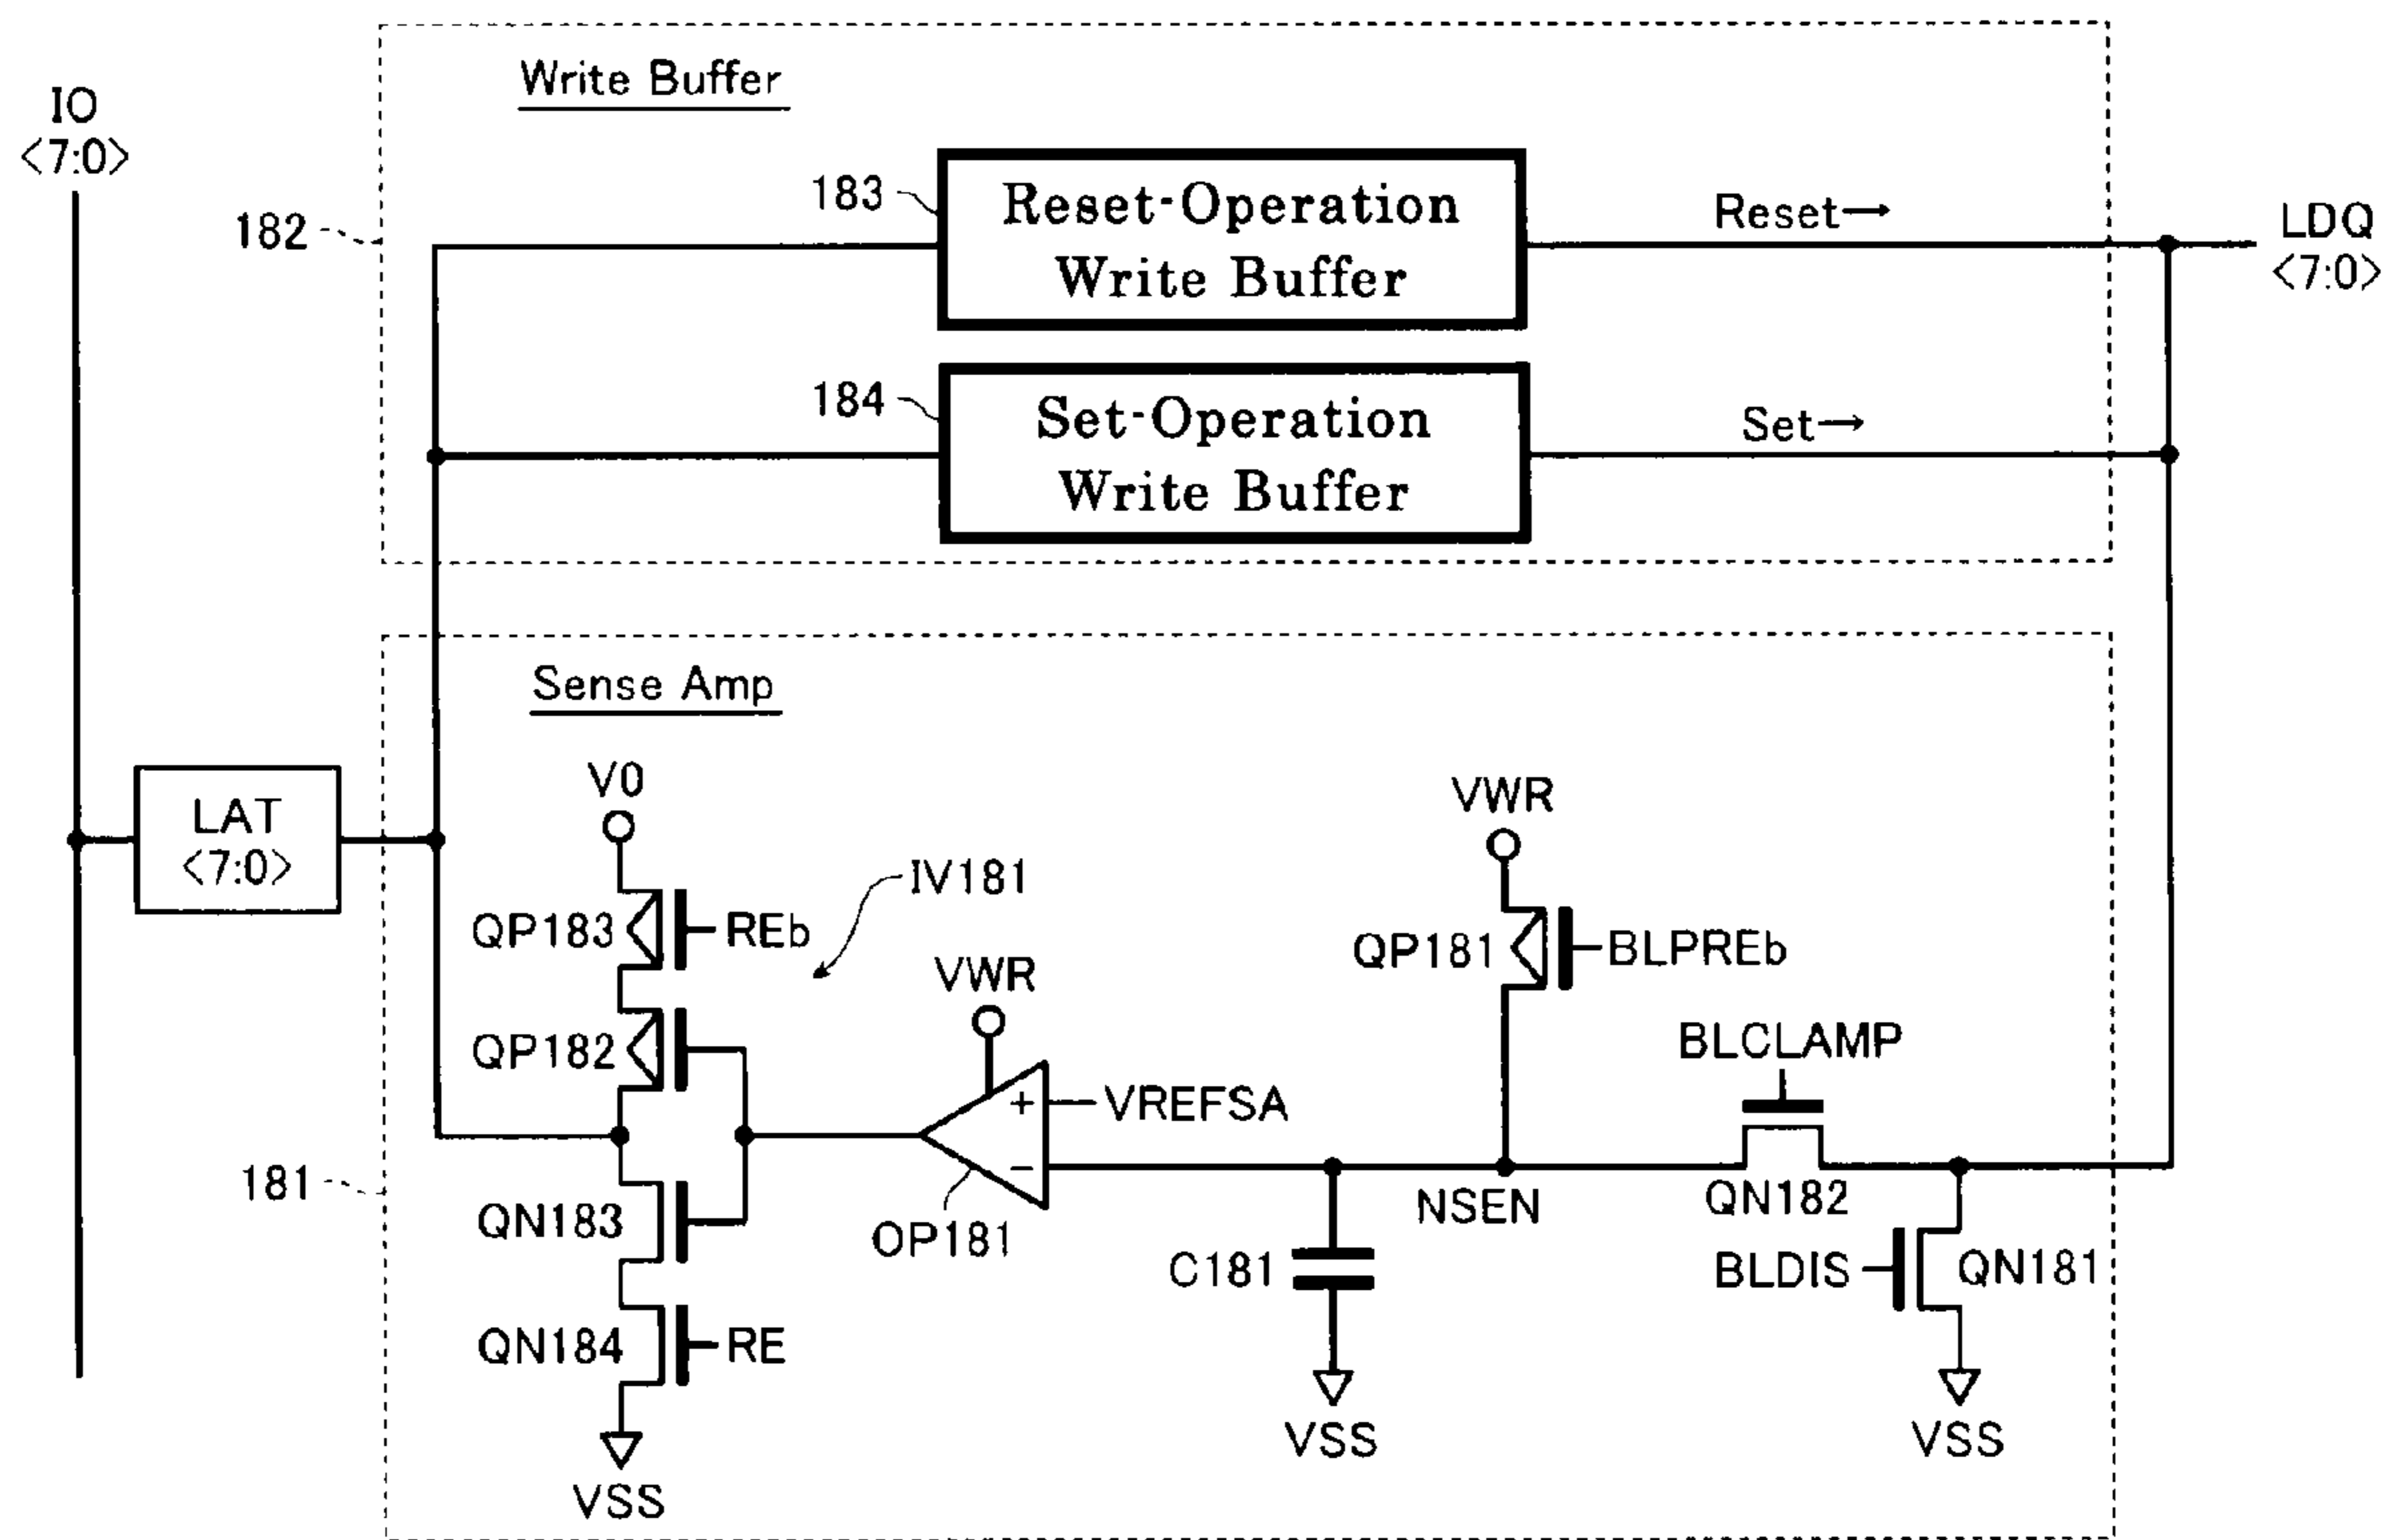 Write Buffer
IO
<7:0>
182
183
Reset-Operation
Write Buffer
Reset→
LDQ
<7:0>
184
Set-Operation
Write Buffer
Set→
Sense Amp
LAT
<7:0>
V0
QP183
REb
IV181
QP182
VWR
VWR
QP181
BLPREb
BLCLAMP
+
VREFSA
−
181
QN183
OP181
NSEN
QN182
C181
BLDIS
QN181
QN184
RE
VSS
VSS
VSS